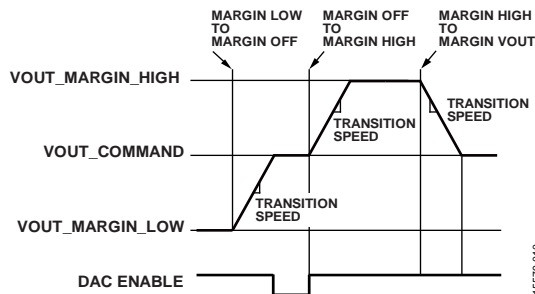 MARGIN LOW
TO
MARGIN OFF
MARGIN OFF
TO
MARGIN HIGH
MARGIN HIGH
TO
MARGIN VOUT
VOUT_MARGIN_HIGH
TRANSITION
SPEED
TRANSITION
SPEED
VOUT_COMMAND
TRANSITION
SPEED
VOUT_MARGIN_LOW
DAC ENABLE